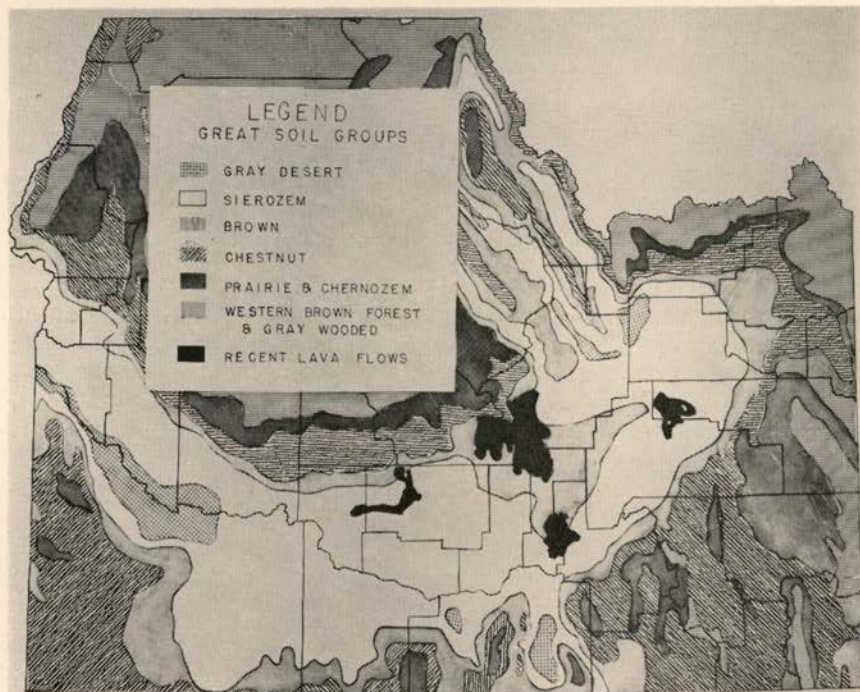 LEGEND
GREAT SOIL GROUPS
GRAY DESERT
SIEROZEM
BROWN
CHESTNUT
PRAIRIE & CHERNOZEM
WESTERN BROWN FOREST
& GRAY WOODED
RECENT LAVA FLOWS